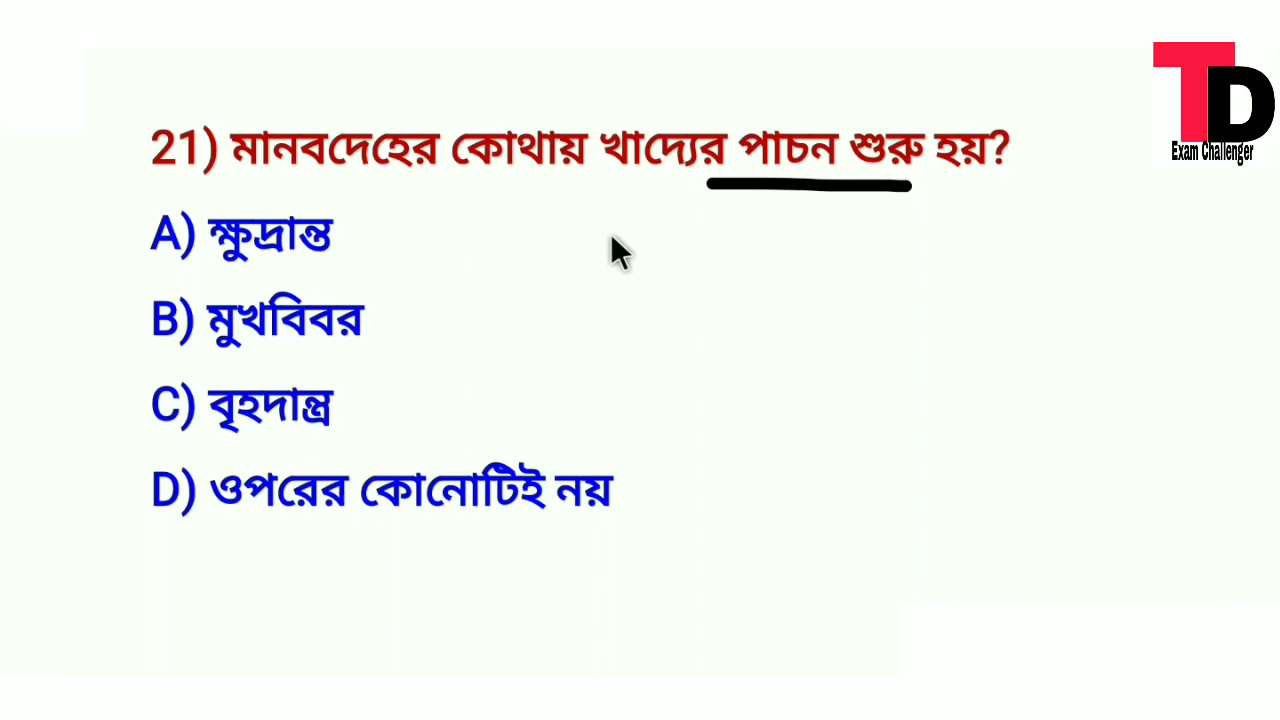 TD
Exam Challenger
21) মানবদেহের কোথায় খাদ্যের পাচন শুরু হয়?
A) ক্ষুদ্রান্ত
B) মুখবিবর
C) বৃহদান্ত্র
D) ওপরের কোনোটিই নয়